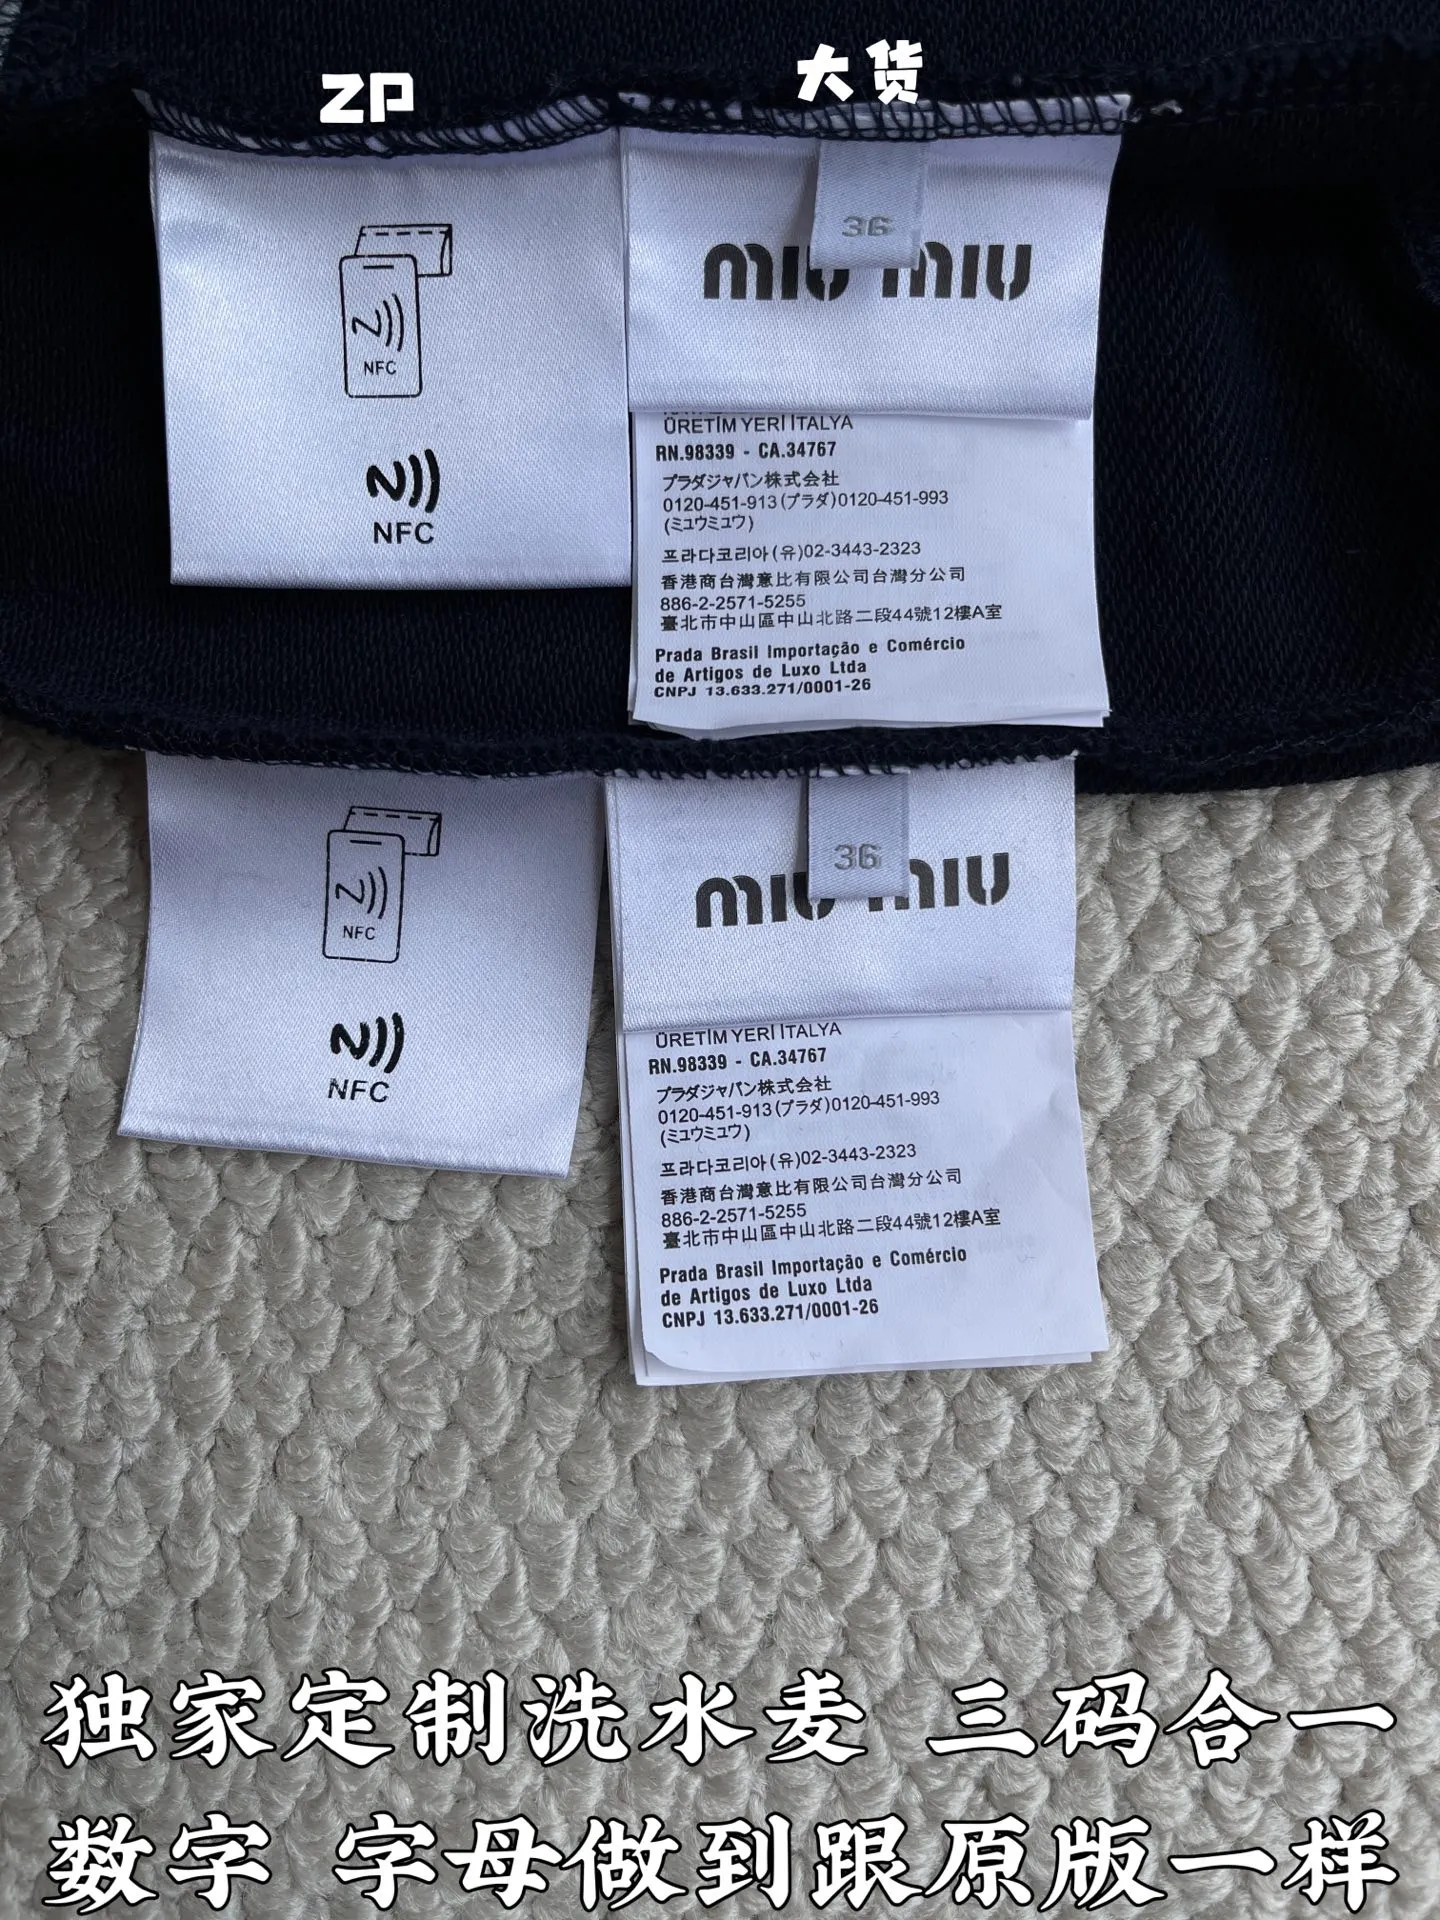 ZP
大货
NFC
NFC
36
miu miu
ÜRETİM YERİ İTALYA
RN.98339 - CA.34767
プラダジャパン株式会社
0120-451-913(プラダ)0120-451-993
(ミュウミュウ)
프라다코리아(유)02-3443-2323
香港商台灣意比有限公司台灣分公司
886-2-2571-5255
臺北市中山區中山北路二段44號12樓A室
Prada Brasil Importação e Comércio
de Artigos de Luxo Ltda
CNPJ 13.633.271/0001-26
NFC
NFC
36
miu miu
ÜRETİM YERİ İTALYA
RN.98339 - CA.34767
プラダジャパン株式会社
0120-451-913(プラダ)0120-451-993
(ミュウミュウ)
프라다코리아(유)02-3443-2323
香港商台灣意比有限公司台灣分公司
886-2-2571-5255
臺北市中山區中山北路二段44號12樓A室
Prada Brasil Importação e Comércio
de Artigos de Luxo Ltda
CNPJ 13.633.271/0001-26
独家定制洗水麦 三码合一
数字 字母做到跟原版一样